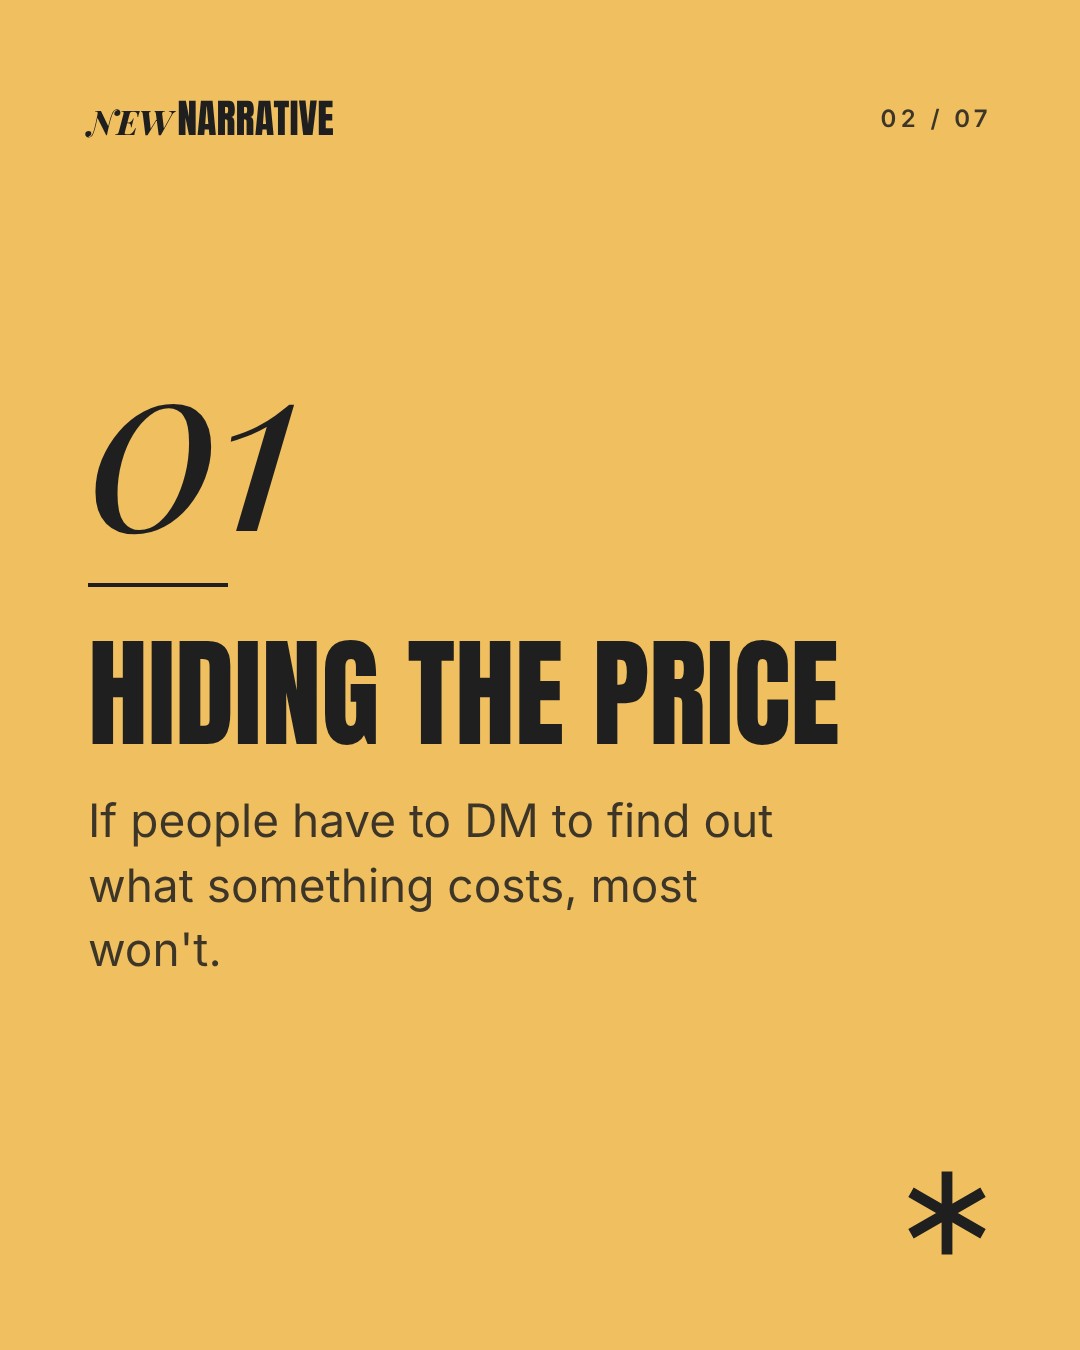 NEW NARRATIVE
02 / 07
01
HIDING THE PRICE
If people have to DM to find out
what something costs, most
won't.
*